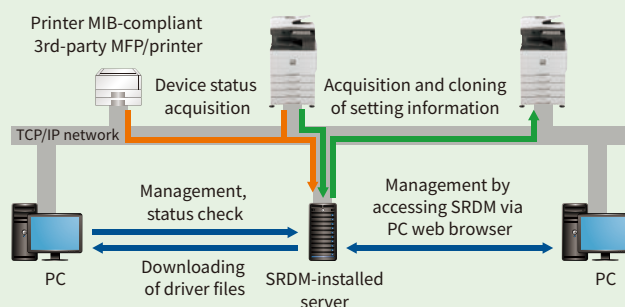 Printer MIB-compliant
3rd-party MFP/printer
Device status
acquisition
Acquisition and cloning
of setting information
TCP/IP network
Management,
status check
Management by
accessing SRDM via
PC web browser
PC
Downloading
of driver files
SRDM-installed
server
PC